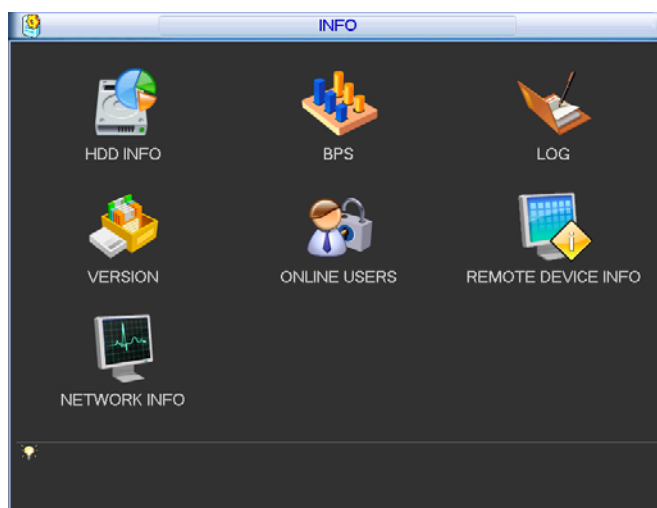 INFO
HDD INFO
BPS
LOG
VERSION
ONLINE USERS
REMOTE DEVICE INFO
NETWORK INFO